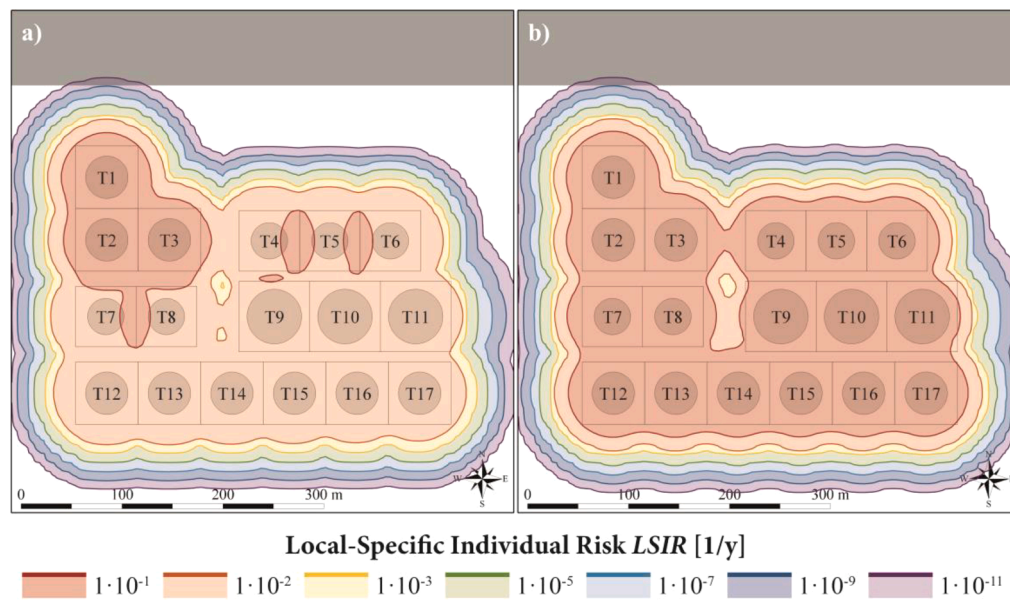 a)
T1
T2 T3 T4 T5 T6
T7 T8 T9 T10 T11
T12 T13 T14 T15 T16 T17
N
W E
S
0 100 200 300 m
b)
T1
T2 T3 T4 T5 T6
T7 T8 T9 T10 T11
T12 T13 T14 T15 T16 T17
N
W E
S
0 100 200 300 m
Local-Specific Individual Risk LSIR [1/y]
1·10⁻¹ 1·10⁻² 1·10⁻³ 1·10⁻⁵ 1·10⁻⁷ 1·10⁻⁹ 1·10⁻¹¹